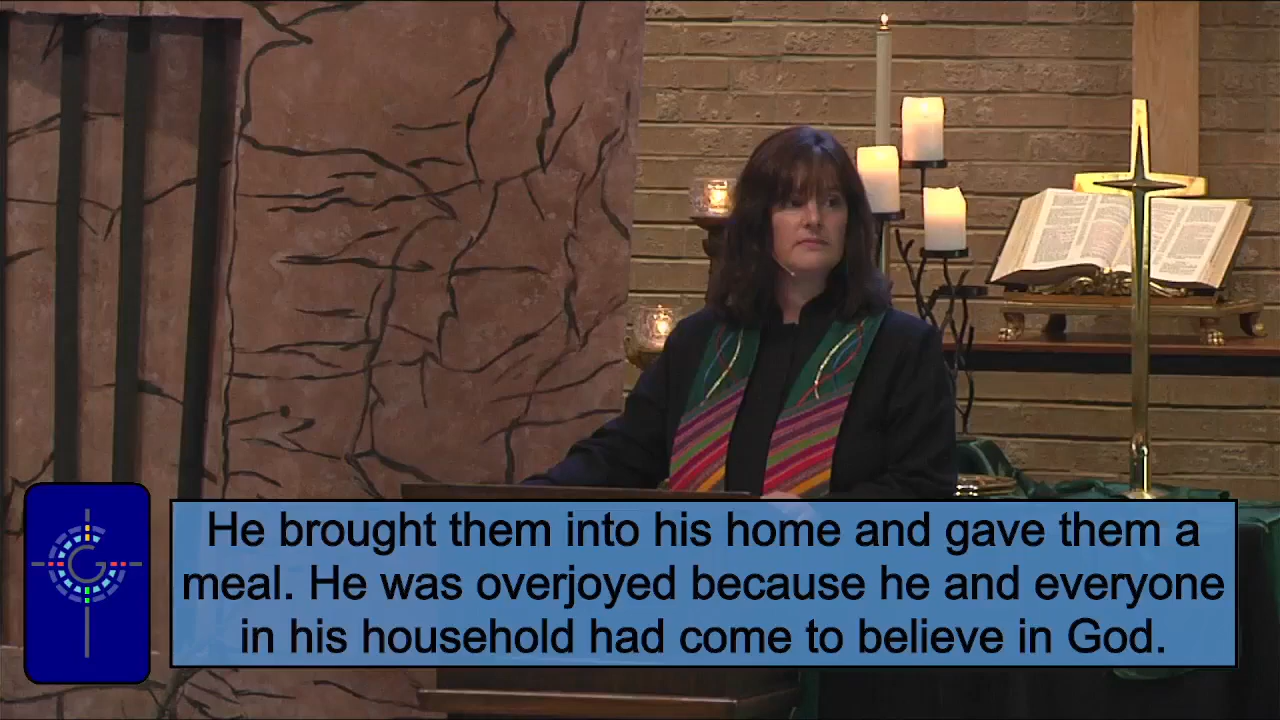 He brought them into his home and gave them a
meal. He was overjoyed because he and everyone
in his household had come to believe in God.